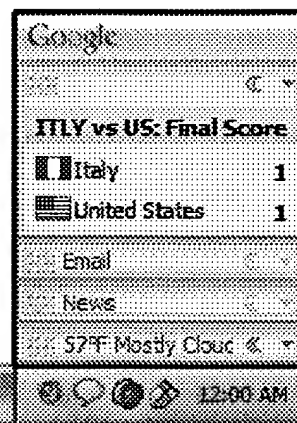 Google
ITLY vs US: Final Score
Italy 1
United States 1
Email
News
57°F Mostly Clouc
12:00 AM